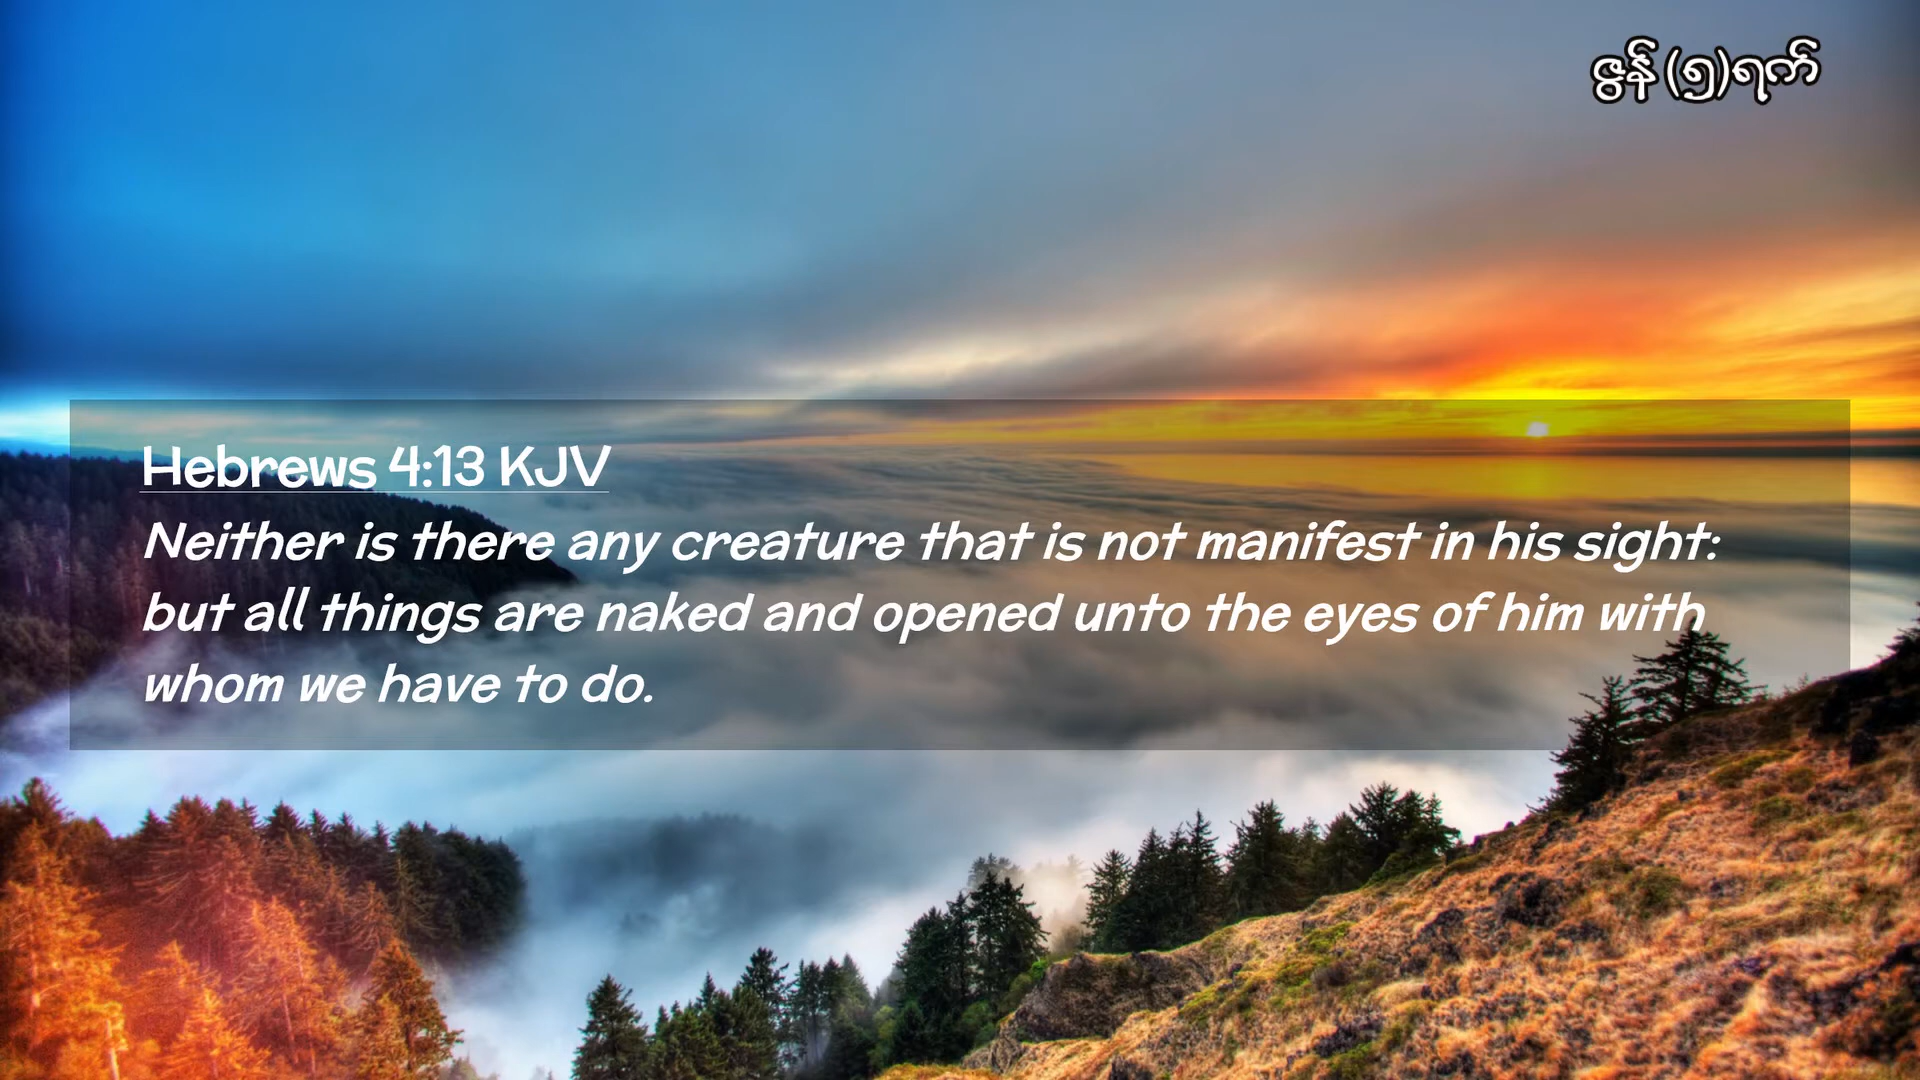 ဇွန် (၅)ရက်
Hebrews 4:13 KJV
Neither is there any creature that is not manifest in his sight:
but all things are naked and opened unto the eyes of him with
whom we have to do.